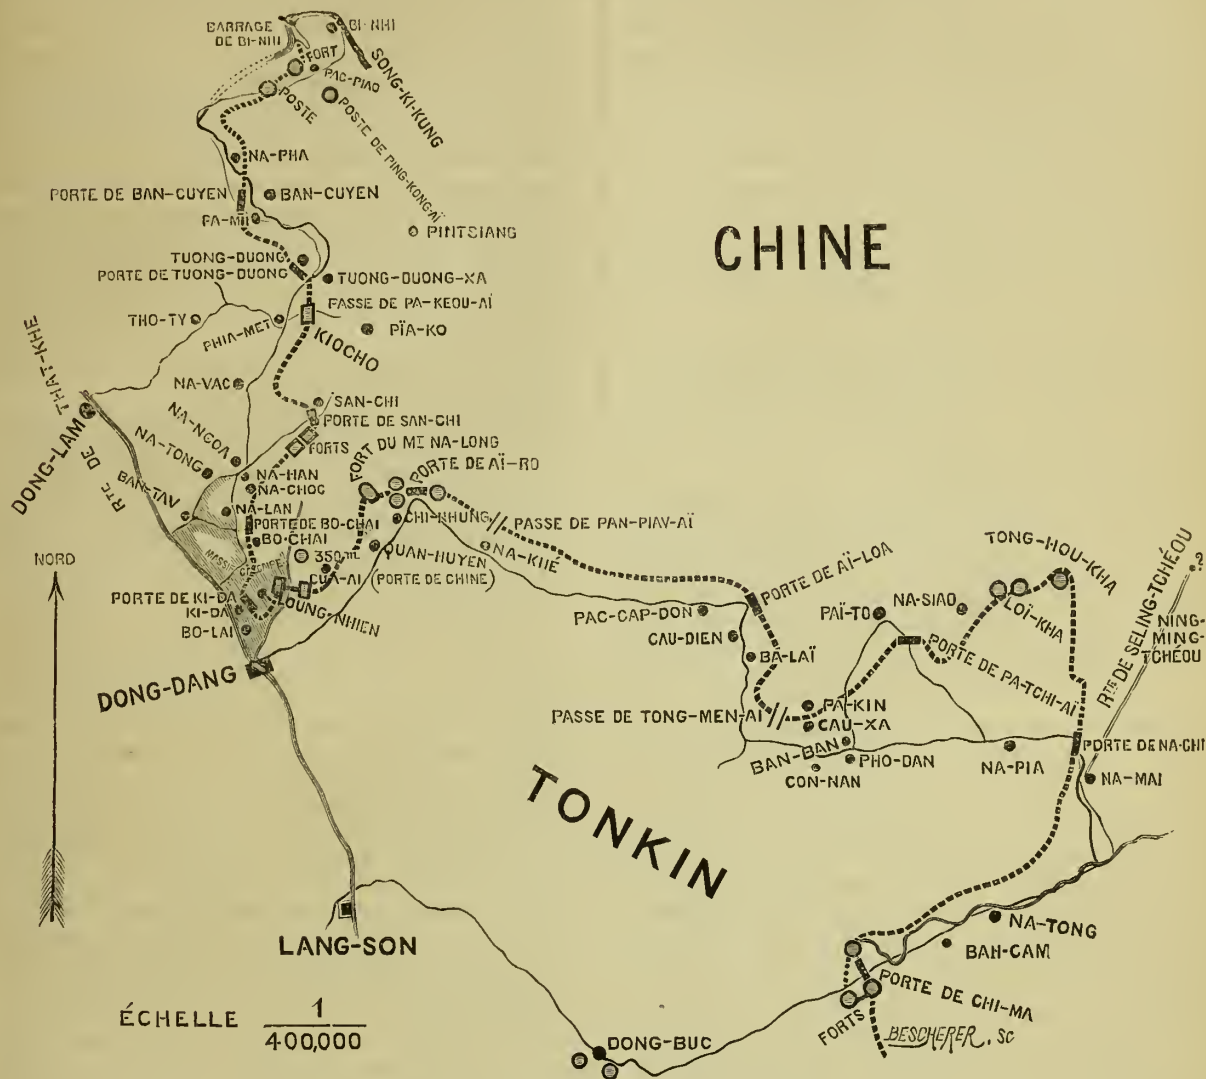 BARRAGE
DE BI-NHI
BI-NHI
FORT
PAC-PIAO
SONG-KI-KUNG
POSTE
POSTE DE PING-KONG-AÏ
NA-PHA
PORTE DE BAN-CUYEN
BAN-CUYEN
PA-MI
PINTSIANG
CHINE
TUONG-DUONG
PORTE DE TUONG-DUONG
TUONG-DUONG-XA
PASSE DE PA-KEOU-AÏ
THO-TY
PHIA-MET
KIOCHO
PÏA-KO
RTE DE THAT-KHE
DONG-LAM
NA-VAC
SAN-CHI
PORTE DE SAN-CHI
FORTS
NA-NGOA
NA-TONG
BAN-TAV
NA-HAN
NA-CHOC
NA-LAN
PORTE DE BO-CHAI
BO-CHAI
FORT DU MI NA-LONG
PORTE DE AÏ-RO
CHI-NHUNG
PASSE DE PAN-PIAV-AÏ
350m
QUAN-HUYEN
NA-KHÉ
CUA-AI (PORTE DE CHINE)
PORTE DE KI-DA
KI-DA
LOUNG-NHIEN
BO-LAI
DONG-DANG
NORD
PORTE DE AÏ-LOA
PAC-CAP-DON
CAU-DIEN
BA-LAÏ
PAÏ-TO
NA-SIAO
TONG-HOU-KHA
LOÏ-KHA
RTE DE SELING-TCHÉOU
?
NING-
MING-
TCHÉOU
PORTE DE PA-TCHI-AÏ
PASSE DE TONG-MEN-AI
PA-KIN
CAU-XA
BAN-BAN
CON-NAN
PHO-DAN
NA-PIA
PORTE DE NA-CHI
NA-MAI
TONKIN
LANG-SON
NA-TONG
BAH-CAM
PORTE DE CHI-MA
FORTS
BESCHERER. SC
DONG-BUC
ÉCHELLE 1
400,000